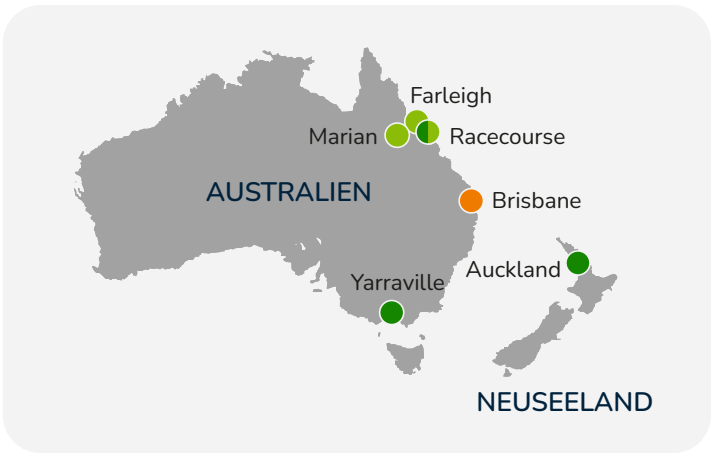 Farleigh
Marian
Racecourse
AUSTRALIEN
Brisbane
Auckland
Yarraville
NEUSEELAND